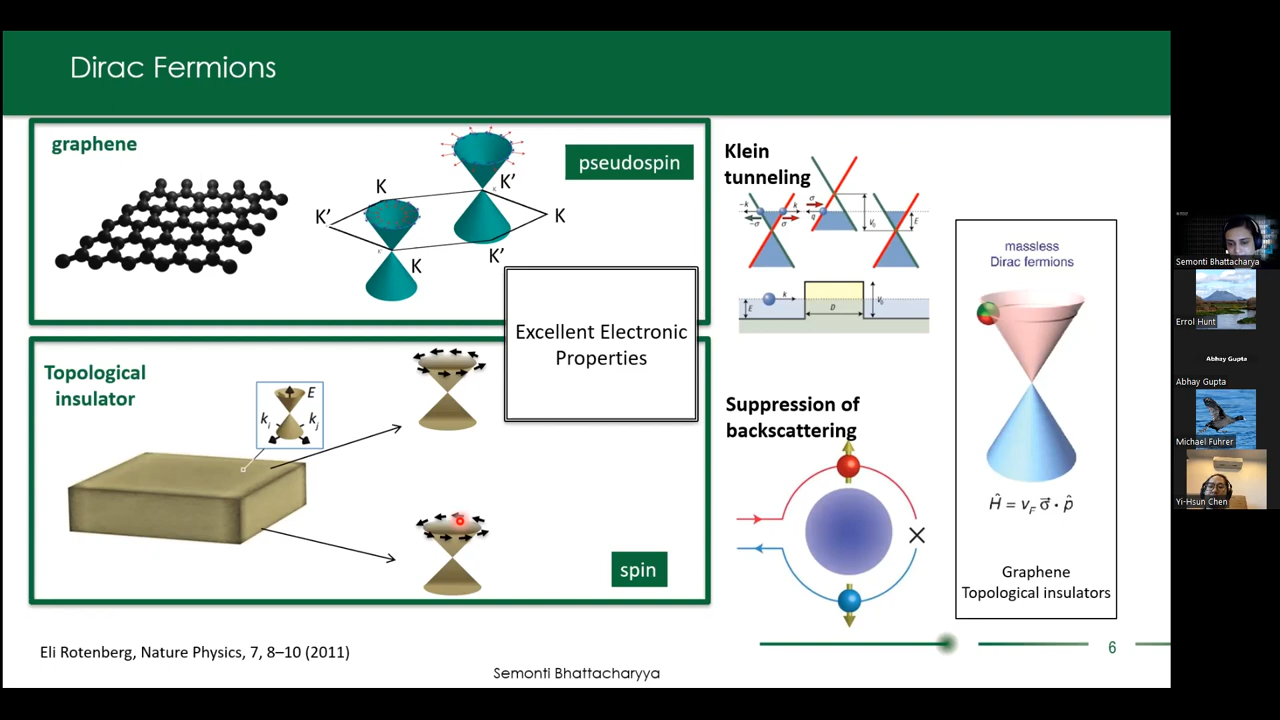 Dirac Fermions
graphene
pseudospin
K
K'
K'
K
K
K'
Excellent Electronic
Properties
Topological
insulator
E
k_i
k_j
spin
Klein
tunneling
-k
k
-σ
σ
σ
q
V₀
E
k
E
D
V₀
Suppression of
backscattering
massless
Dirac fermions
Ĥ = v_F σ⃗ · p̂
Graphene
Topological insulators
Eli Rotenberg, Nature Physics, 7, 8–10 (2011)
Semonti Bhattacharyya
6
Semonti Bhattacharya
Errol Hunt
Abhay Gupta
Abhay Gupta
Michael Fuhrer
Yi-Hsun Chen